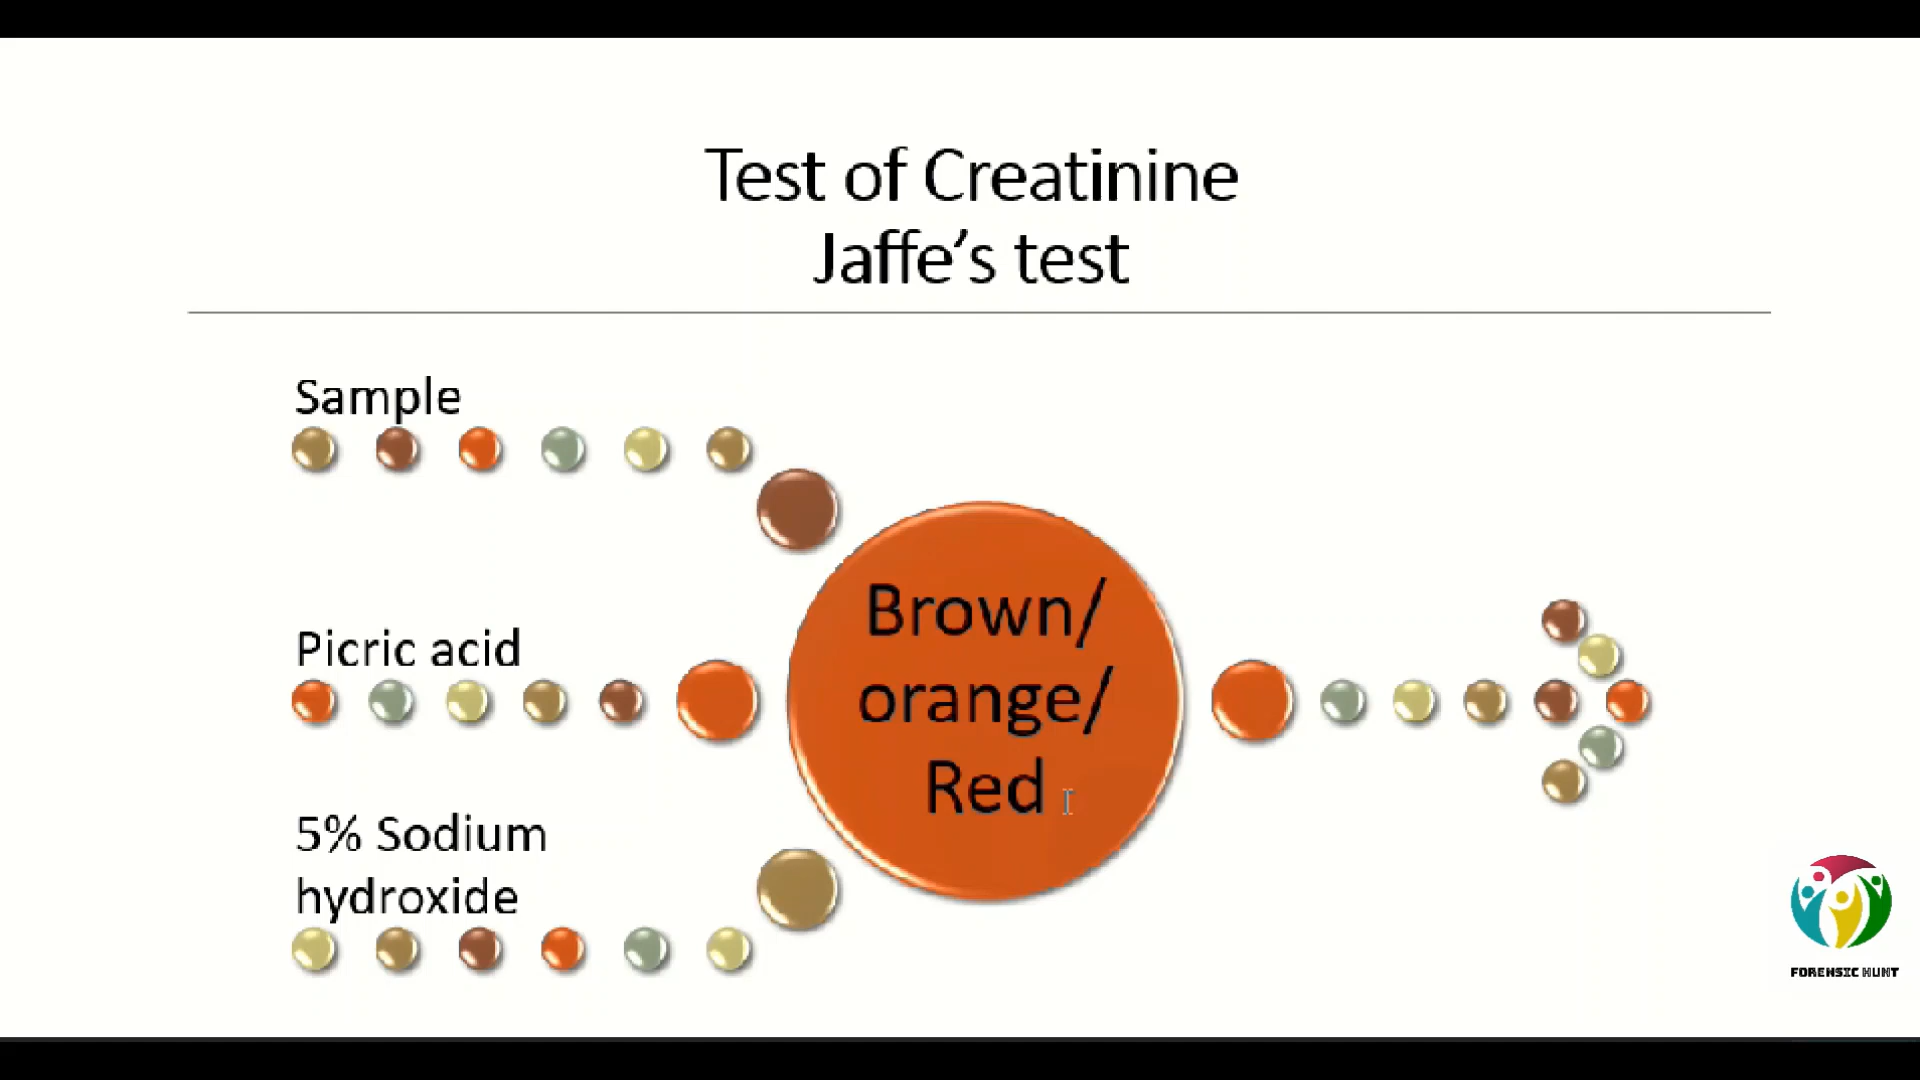 Test of Creatinine
Jaffe’s test
Sample
Picric acid
5% Sodium
hydroxide
Brown/
orange/
Red
FORENSIC HUNT